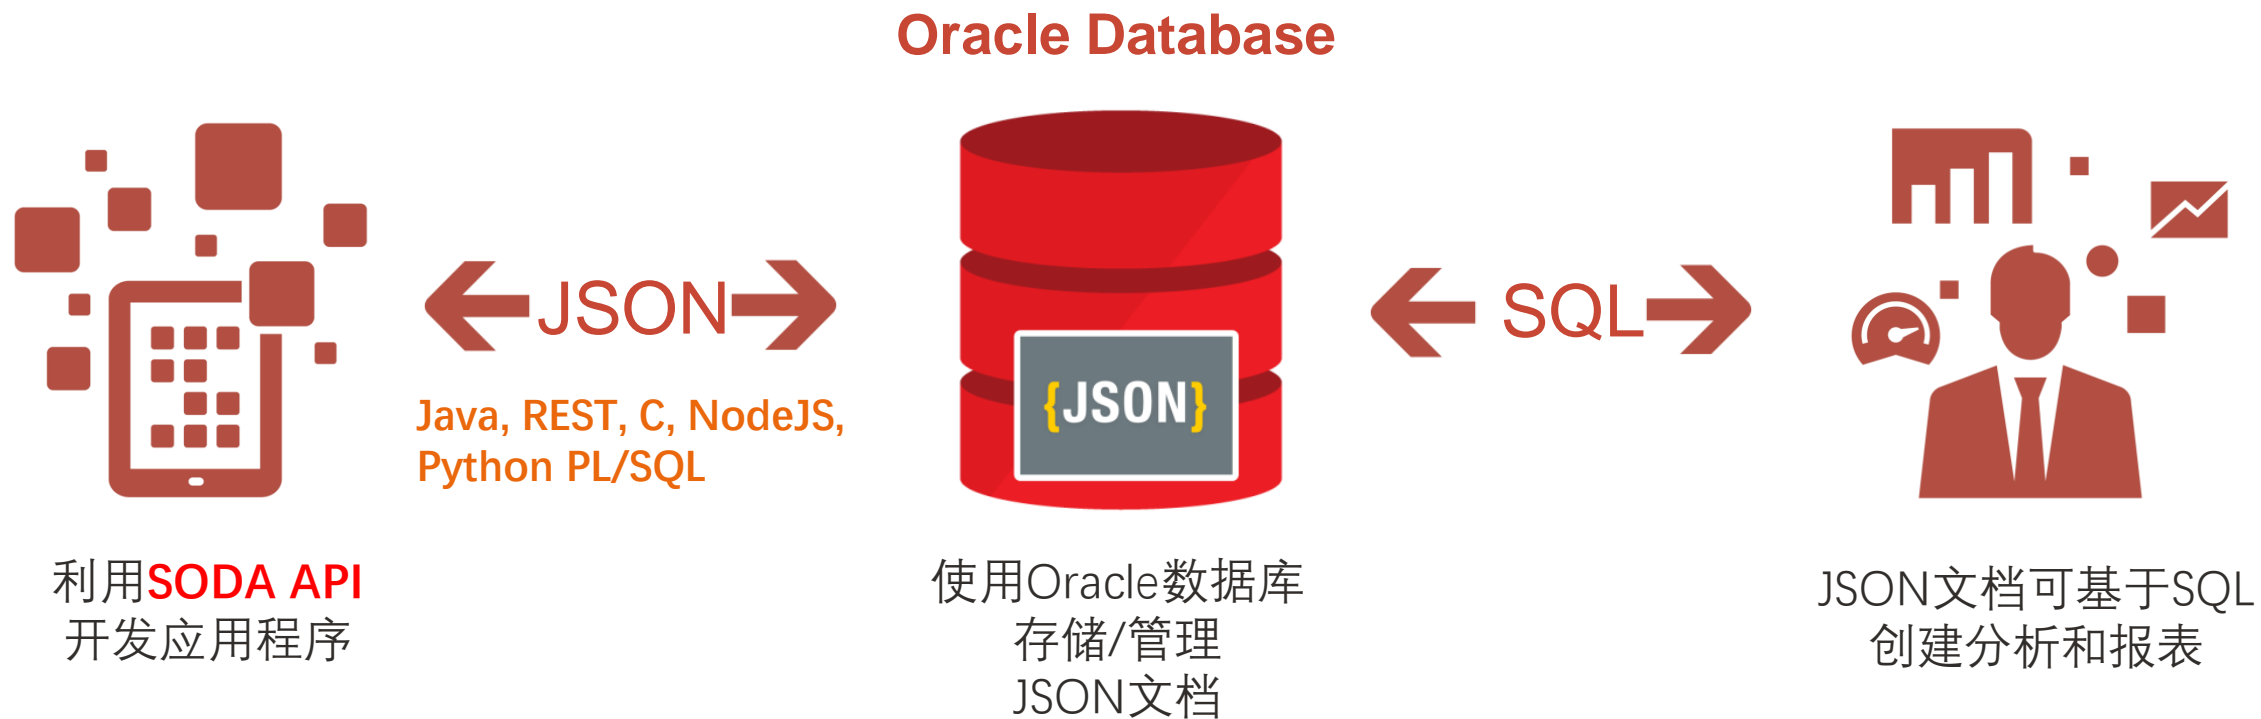 Oracle Database
JSON
SQL
Java, REST, C, NodeJS,
Python PL/SQL
{JSON}
利用SODA API
开发应用程序
使用Oracle数据库
存储/管理
JSON文档
JSON文档可基于SQL
创建分析和报表